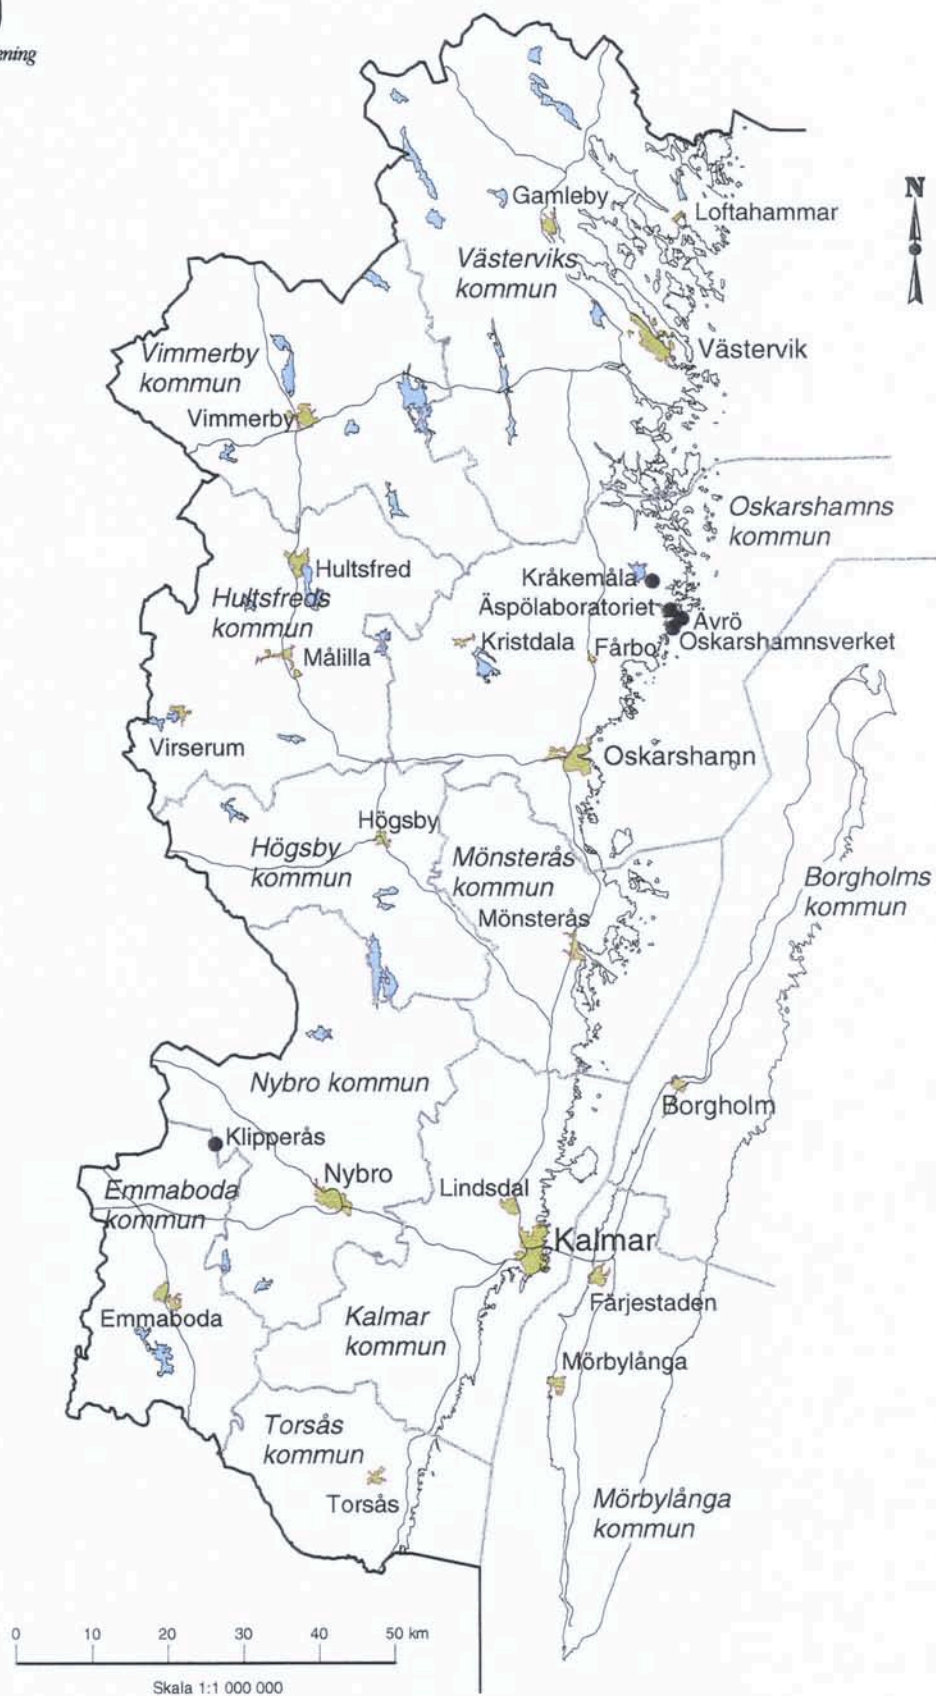 N
Gamleby
Loftahammar
Västerviks
kommun
Västervik
Vimmerby
kommun
Vimmerby
Oskarshamns
kommun
Hultsfred
Hultsfreds
kommun
Kråkemåla
Äspölaboratoriet
Ävrö
Oskarshamnsverket
Kristdala
Fårbo
Målilla
Virserum
Oskarshamn
Högsby
Högsby
kommun
Mönsterås
kommun
Mönsterås
Borgholms
kommun
Nybro kommun
Borgholm
Klipperås
Nybro
Lindsdal
Emmaboda
kommun
Kalmar
Emmaboda
Färjestaden
Kalmar
kommun
Mörbylånga
Torsås
kommun
Torsås
Mörbylånga
kommun
0 10 20 30 40 50 km
Skala 1:1 000 000